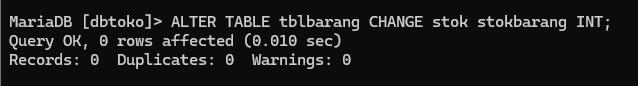 MariaDB [dbtoko]> ALTER TABLE tblbarang CHANGE stok stokbarang INT;
Query OK, 0 rows affected (0.010 sec)
Records: 0  Duplicates: 0  Warnings: 0